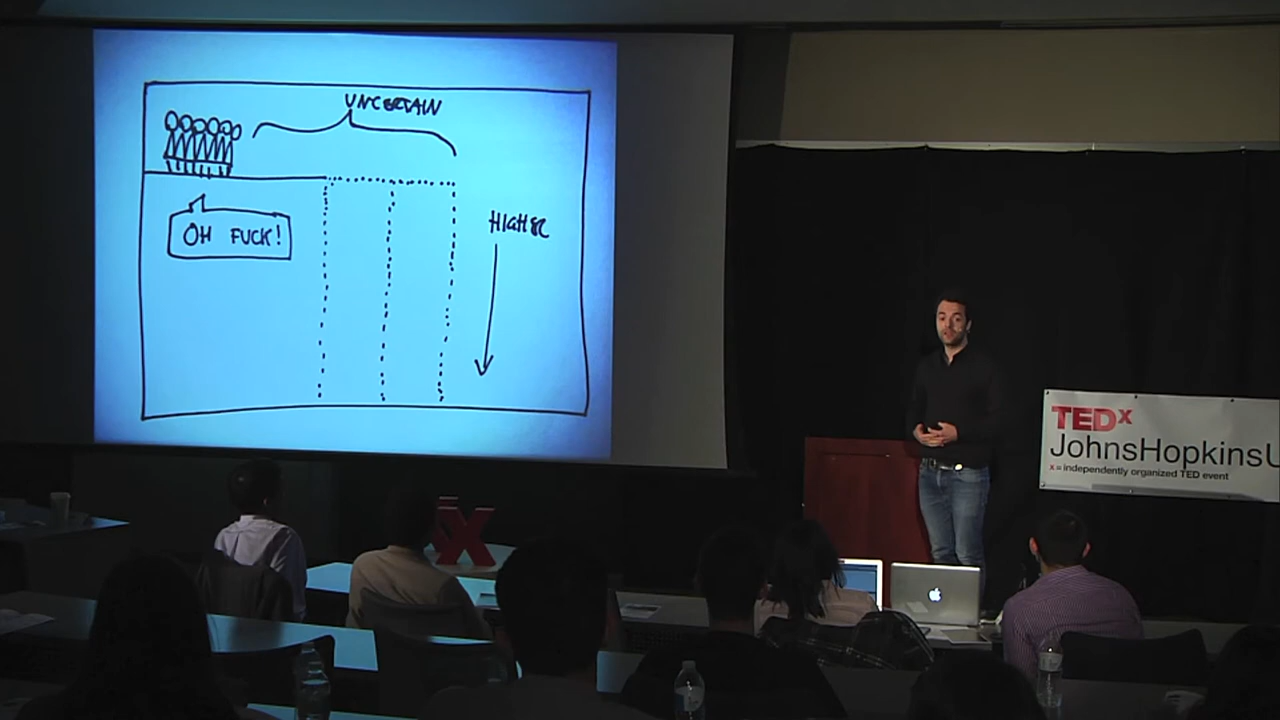 UNCERTAIN
OH FUCK!
HIGHER
TEDx
JohnsHopkinsU
x = independently organized TED event
X